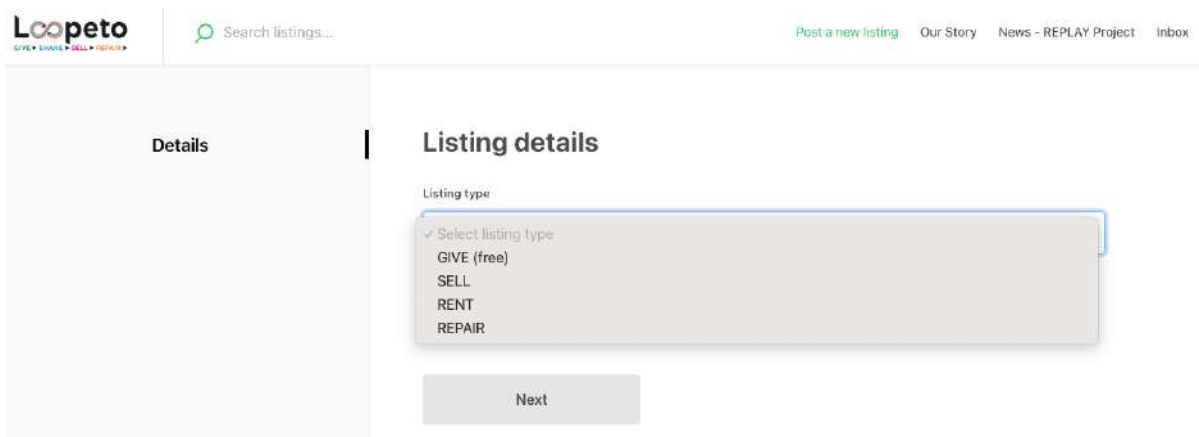 Loopeto
GIVE ▸ SHARE ▸ SELL ▸ REPAIR ▸
Search listings...
Post a new listing Our Story News - REPLAY Project Inbox
Details
Listing details
Listing type
✓ Select listing type
GIVE (free)
SELL
RENT
REPAIR
Next